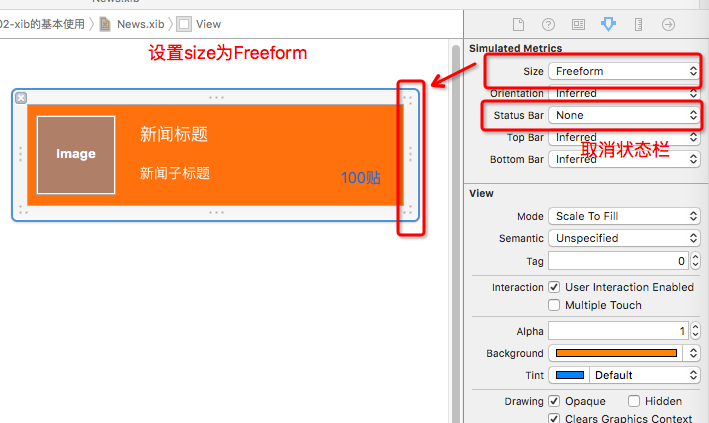 News.xib
02-xib的基本使用 〉 News.xib 〉 View
设置size为Freeform
Image
新闻标题
新闻子标题
100贴
Simulated Metrics
Size Freeform
Orientation Inferred
Status Bar None
Top Bar Inferred
取消状态栏
Bottom Bar Inferred
View
Mode Scale To Fill
Semantic Unspecified
Tag 0
Interaction User Interaction Enabled
Multiple Touch
Alpha 1
Background
Tint Default
Drawing Opaque Hidden
Clears Graphics Context